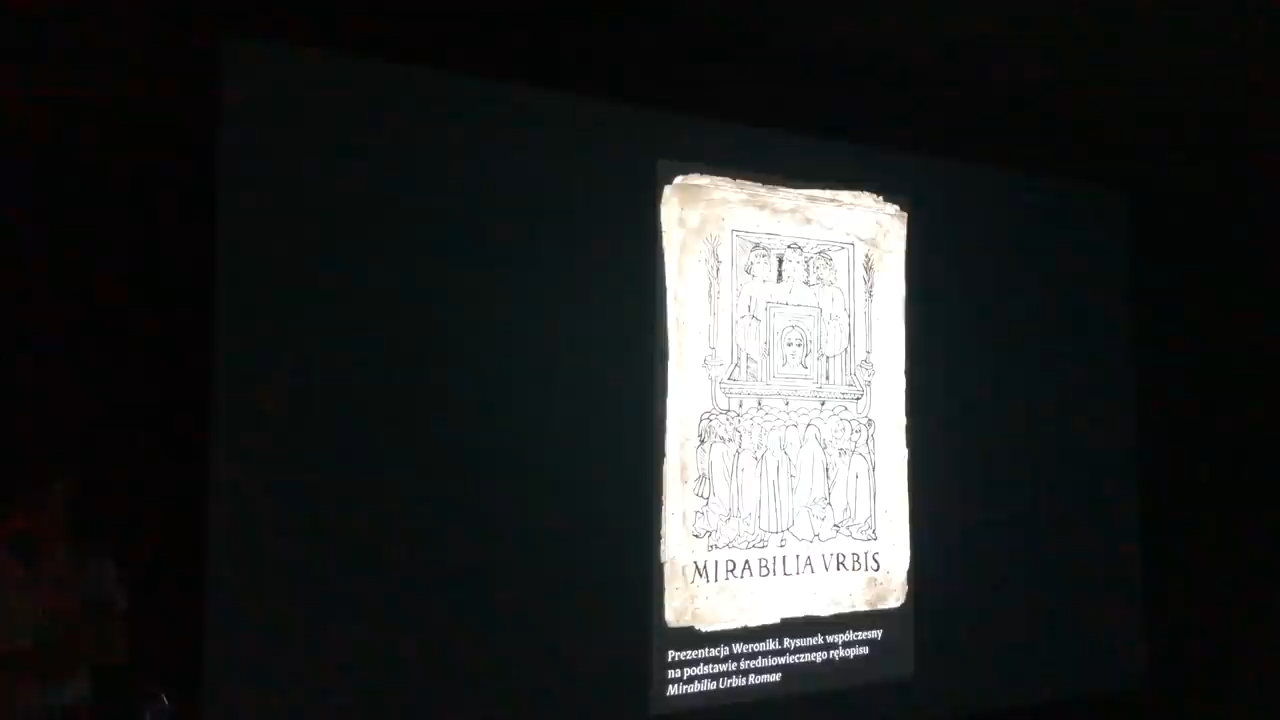 MIRABILIA VRBIS
Prezentacja Weroniki. Rysunek współczesny
na podstawie średniowiecznego rękopisu
Mirabilia Urbis Romae